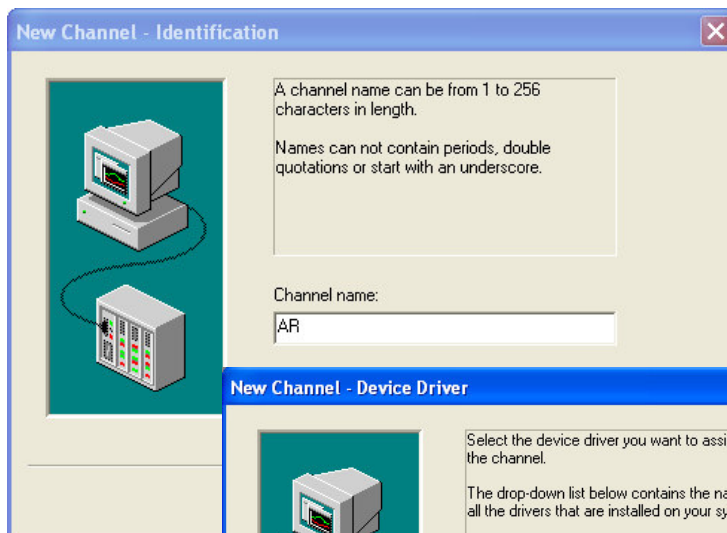 New Channel - Identification
A channel name can be from 1 to 256
characters in length.
Names can not contain periods, double
quotations or start with an underscore.
Channel name:
AR
New Channel - Device Driver
Select the device driver you want to assi
the channel.
The drop-down list below contains the na
all the drivers that are installed on your sy